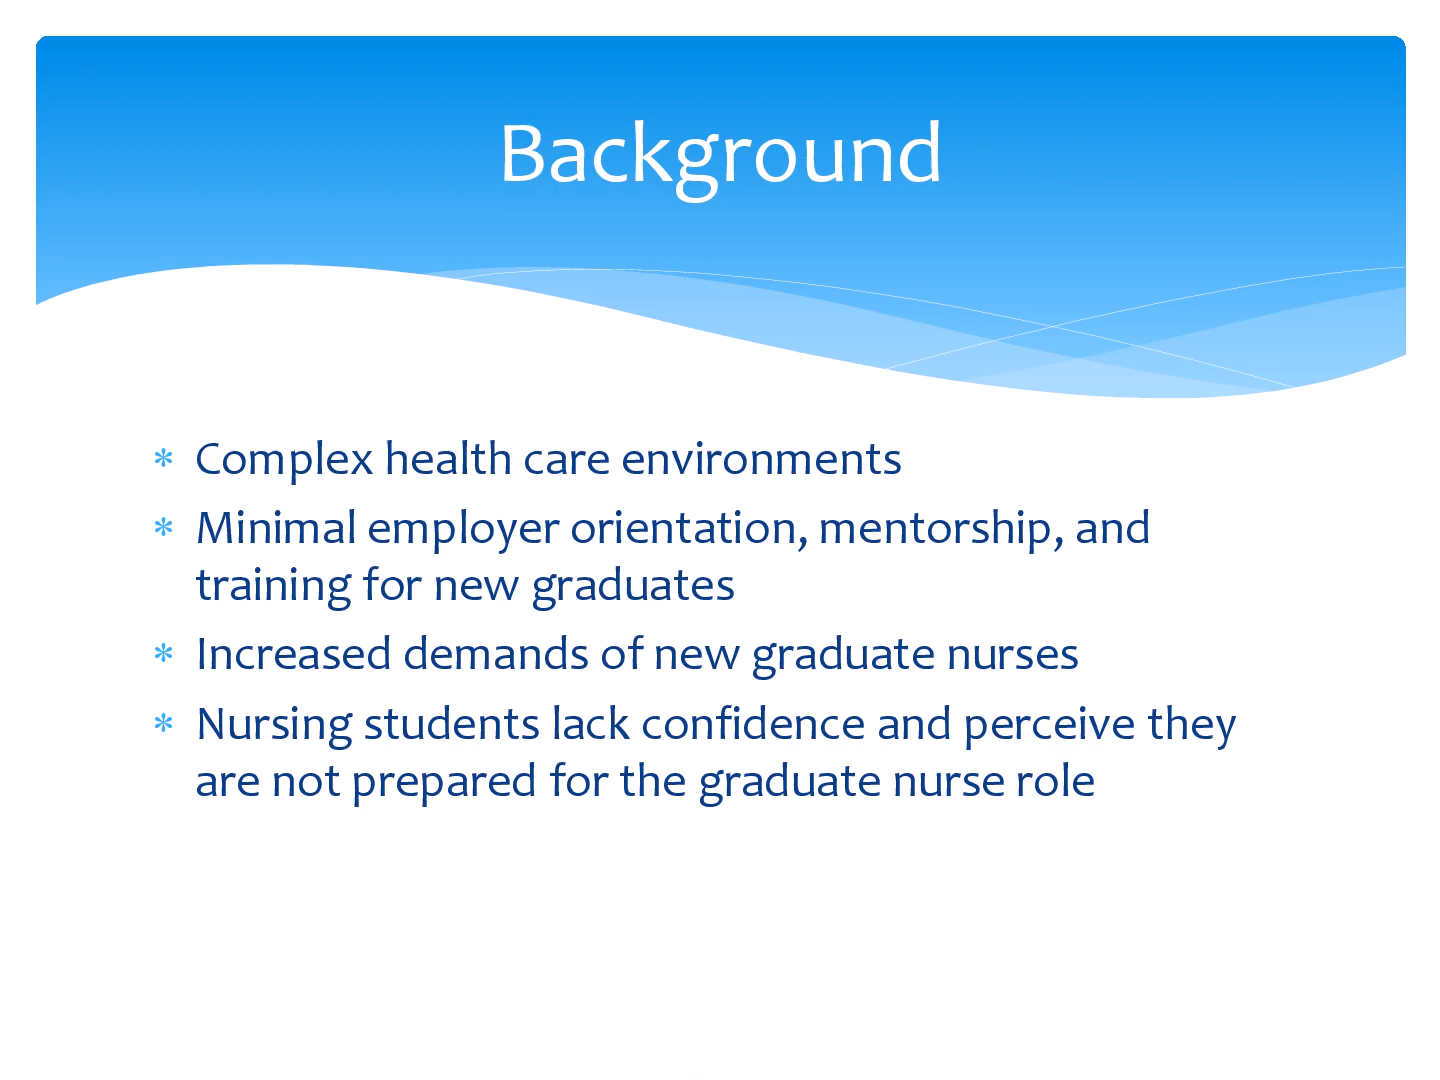 Background
* Complex health care environments
* Minimal employer orientation, mentorship, and
training for new graduates
* Increased demands of new graduate nurses
* Nursing students lack confidence and perceive they
are not prepared for the graduate nurse role